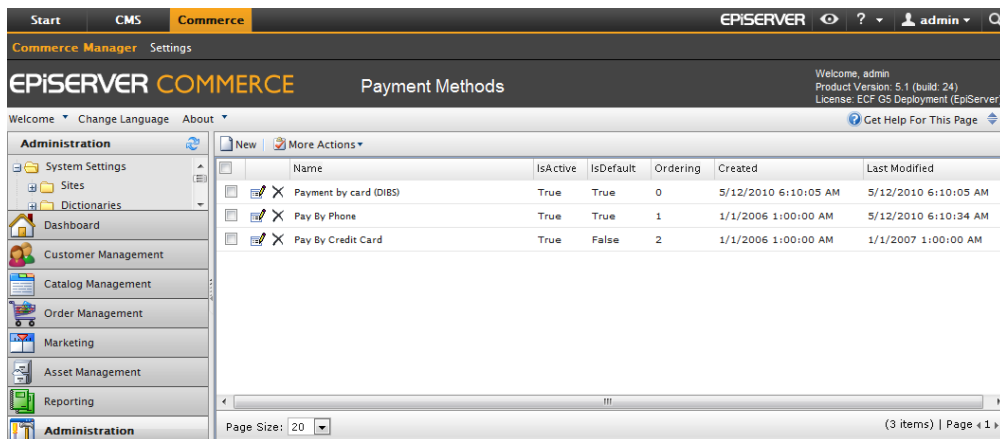 Start CMS Commerce EPiSERVER ? admin
Commerce Manager Settings
EPiSERVER COMMERCE Payment Methods
Welcome, admin
Product Version: 5.1 (build: 24)
License: ECF G5 Deployment (EpiServer)
Welcome Change Language About Get Help For This Page
Administration New More Actions
System Settings
Sites
Dictionaries
Dashboard
Customer Management
Catalog Management
Order Management
Marketing
Asset Management
Reporting
Administration
Name IsActive IsDefault Ordering Created Last Modified
Payment by card (DIBS) True True 0 5/12/2010 6:10:05 AM 5/12/2010 6:10:05 AM
Pay By Phone True True 1 1/1/2006 1:00:00 AM 5/12/2010 6:10:34 AM
Pay By Credit Card True False 2 1/1/2006 1:00:00 AM 1/1/2007 1:00:00 AM
Page Size: 20 (3 items) | Page 1